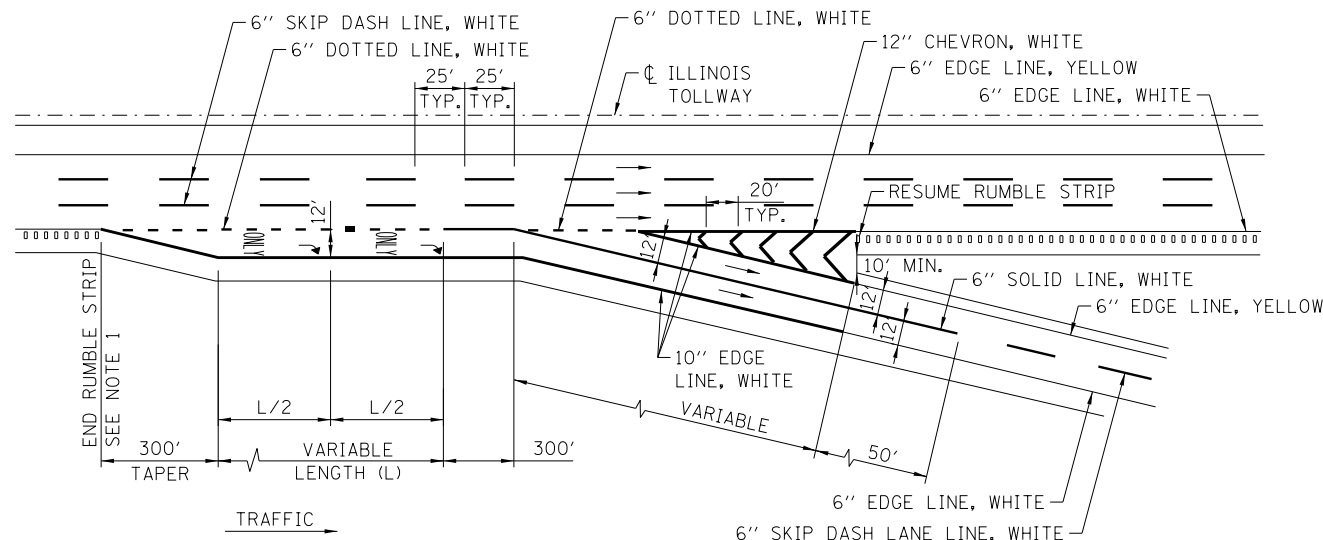 6" SKIP DASH LINE, WHITE
6" DOTTED LINE, WHITE
6" DOTTED LINE, WHITE
12" CHEVRON, WHITE
6" EDGE LINE, YELLOW
6" EDGE LINE, WHITE
25' 25'
TYP. TYP.
℄ ILLINOIS
TOLLWAY
RESUME RUMBLE STRIP
20'
TYP.
12'
ONLY
ONLY
12'
10' MIN.
6" SOLID LINE, WHITE
6" EDGE LINE, YELLOW
12'
12'
10" EDGE
LINE, WHITE
END RUMBLE STRIP
SEE NOTE 1
L/2 L/2
VARIABLE
300'
TAPER
VARIABLE
LENGTH (L)
300'
50'
6" EDGE LINE, WHITE
6" SKIP DASH LANE LINE, WHITE
TRAFFIC